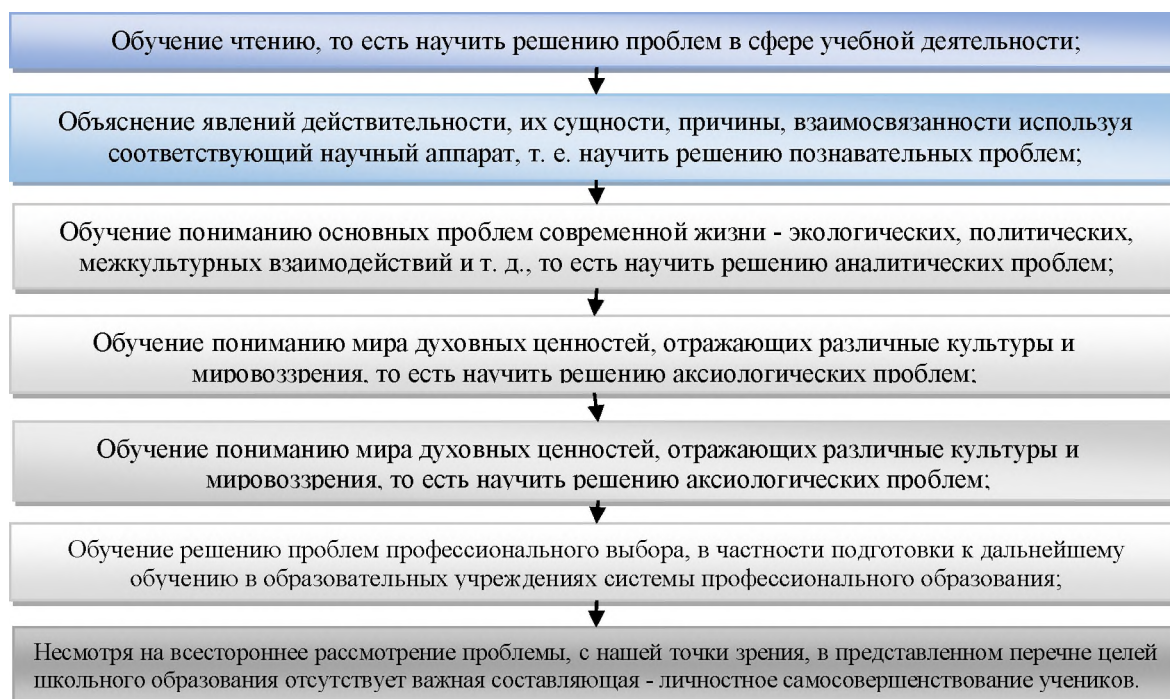 Обучение чтению, то есть научить решению проблем в сфере учебной деятельности;
Объяснение явлений действительности, их сущности, причины, взаимосвязанности используя
соответствующий научный аппарат, т. е. научить решению познавательных проблем;
Обучение пониманию основных проблем современной жизни - экологических, политических,
межкультурных взаимодействий и т. д., то есть научить решению аналитических проблем;
Обучение пониманию мира духовных ценностей, отражающих различные культуры и
мировоззрения, то есть научить решению аксиологических проблем;
Обучение пониманию мира духовных ценностей, отражающих различные культуры и
мировоззрения, то есть научить решению аксиологических проблем;
Обучение решению проблем профессионального выбора, в частности подготовки к дальнейшему
обучению в образовательных учреждениях системы профессионального образования;
Несмотря на всестороннее рассмотрение проблемы, с нашей точки зрения, в представленном перечне целей
школьного образования отсутствует важная составляющая - личностное самосовершенствование учеников.